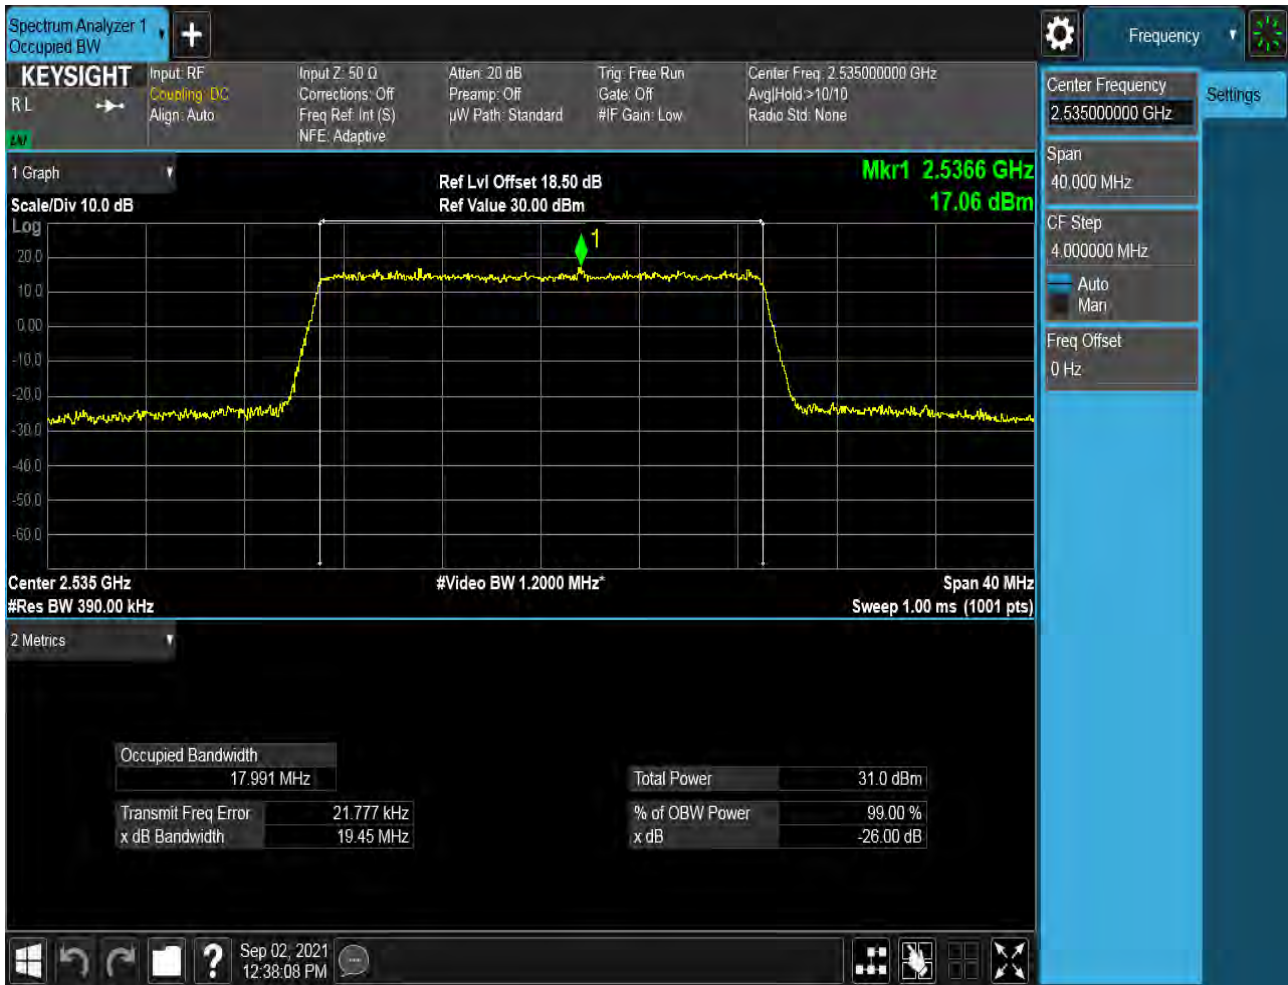 Spectrum Analyzer 1
Occupied BW
Frequency
KEYSIGHT
R L
LXI
Input: RF
Coupling: DC
Align: Auto
Input Z: 50 Ω
Corrections: Off
Freq Ref: Int (S)
NFE: Adaptive
Atten: 20 dB
Preamp: Off
µW Path: Standard
Trig: Free Run
Gate: Off
#IF Gain: Low
Center Freq: 2.535000000 GHz
Avg|Hold:>10/10
Radio Std: None
Center Frequency
2.535000000 GHz
Settings
Span
40.000 MHz
CF Step
4.000000 MHz
Auto
Man
Freq Offset
0 Hz
1 Graph
Scale/Div 10.0 dB
Ref Lvl Offset 18.50 dB
Ref Value 30.00 dBm
Mkr1 2.5366 GHz
17.06 dBm
Log
1
20.0
10.0
0.00
-10.0
-20.0
-30.0
-40.0
-50.0
-60.0
Center 2.535 GHz
#Video BW 1.2000 MHz*
Span 40 MHz
#Res BW 390.00 kHz
Sweep 1.00 ms (1001 pts)
2 Metrics
Occupied Bandwidth
17.991 MHz
Total Power 31.0 dBm
Transmit Freq Error 21.777 kHz
% of OBW Power 99.00 %
x dB Bandwidth 19.45 MHz
x dB -26.00 dB
?
Sep 02, 2021
12:38:08 PM